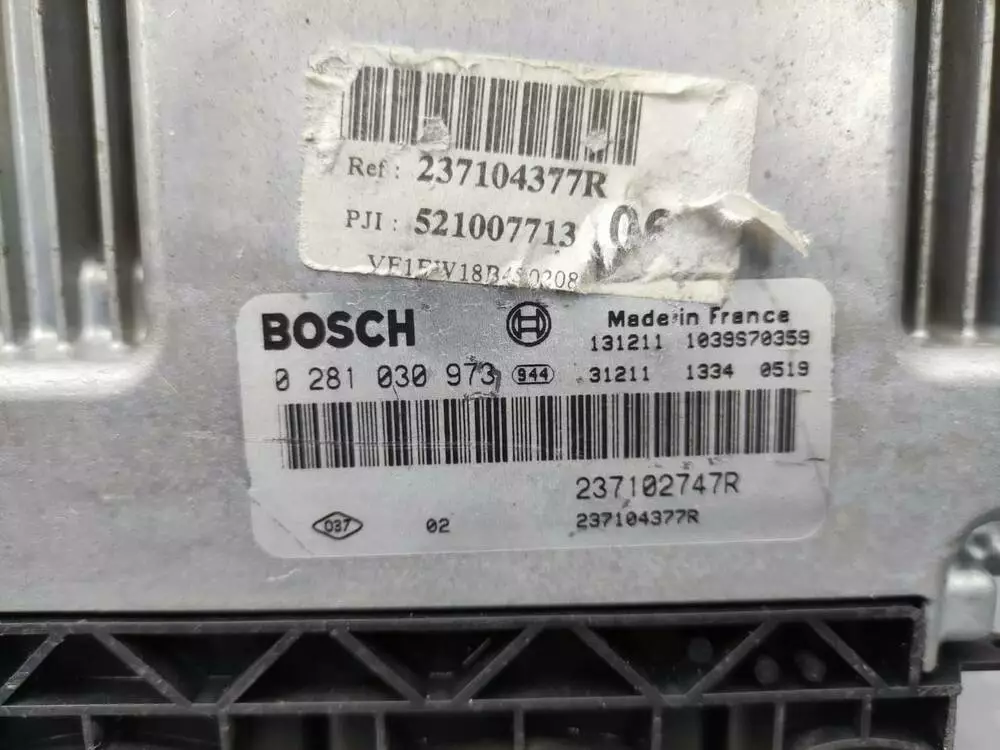 Ref : 237104377R
PJI : 521007713
BOSCH
Made in France
131211 1039S70359
0 281 030 973 944 31211 1334 0519
237102747R
037 02 237104377R